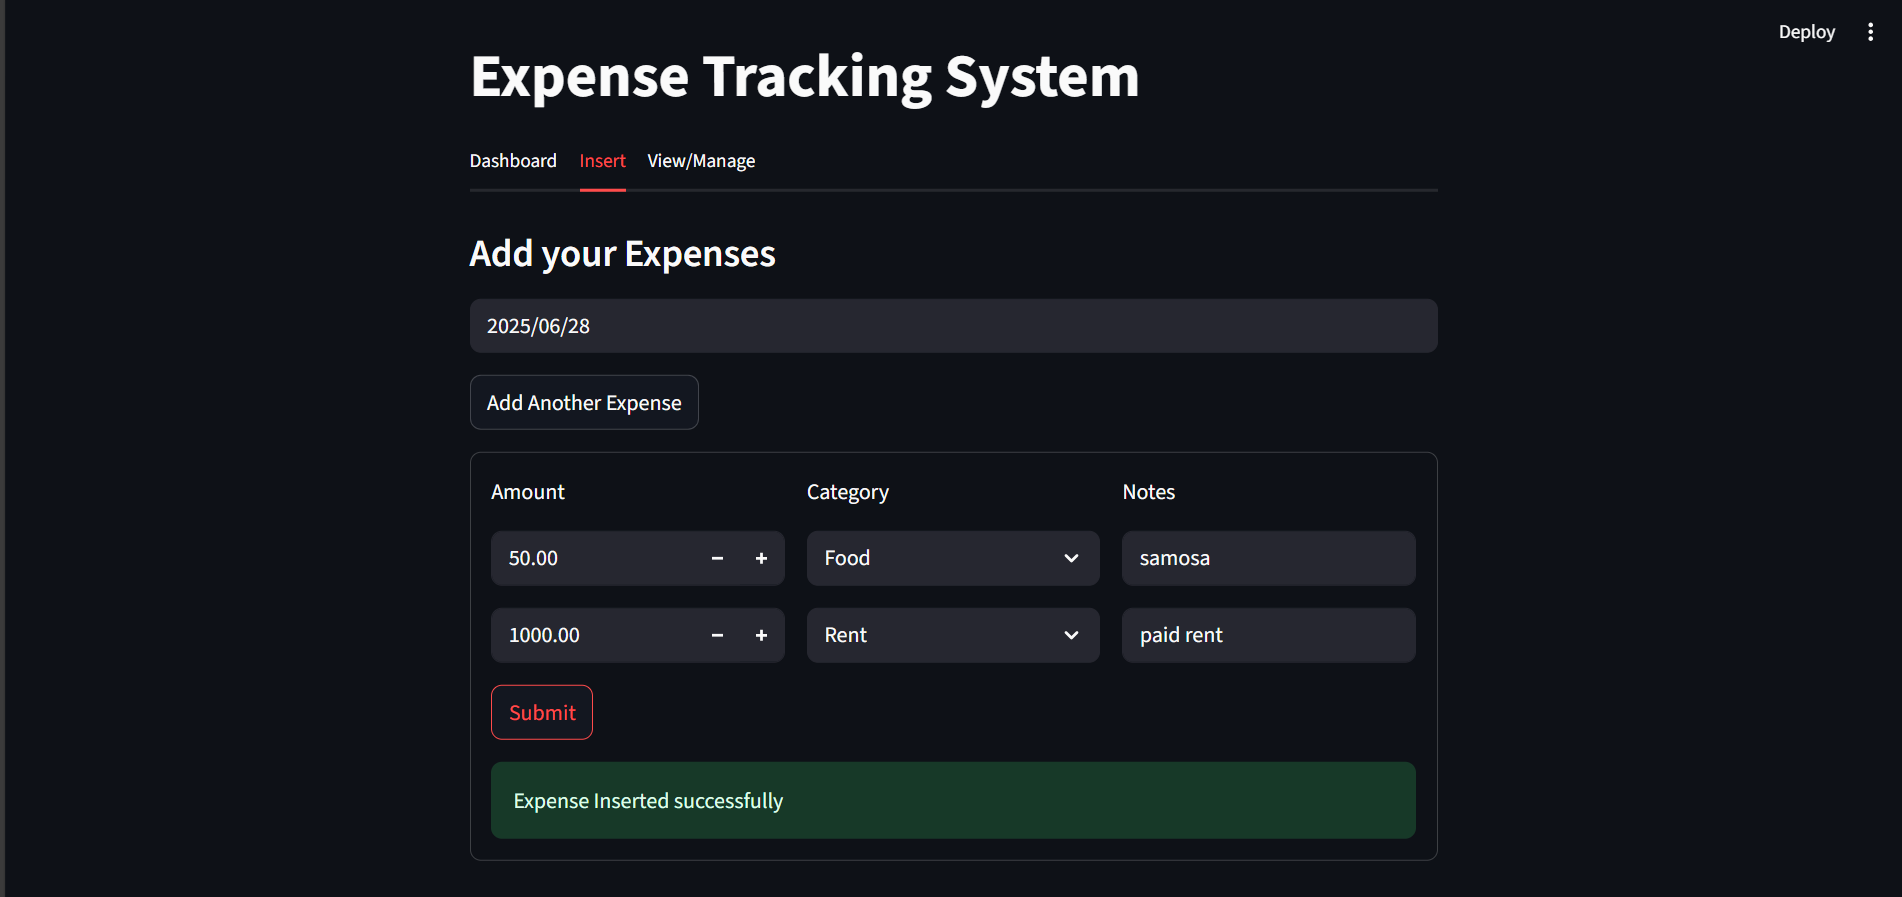 Deploy
Expense Tracking System
Dashboard Insert View/Manage
Add your Expenses
2025/06/28
Add Another Expense
Amount Category Notes
50.00 Food samosa
1000.00 Rent paid rent
Submit
Expense Inserted successfully